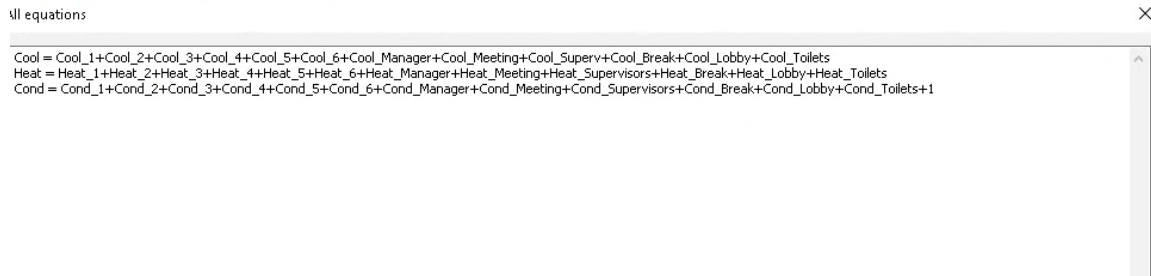 All equations
Cool = Cool_1+Cool_2+Cool_3+Cool_4+Cool_5+Cool_6+Cool_Manager+Cool_Meeting+Cool_Superv+Cool_Break+Cool_Lobby+Cool_Toilets
Heat = Heat_1+Heat_2+Heat_3+Heat_4+Heat_5+Heat_6+Heat_Manager+Heat_Meeting+Heat_Supervisors+Heat_Break+Heat_Lobby+Heat_Toilets
Cond = Cond_1+Cond_2+Cond_3+Cond_4+Cond_5+Cond_6+Cond_Manager+Cond_Meeting+Cond_Supervisors+Cond_Break+Cond_Lobby+Cond_Toilets+1